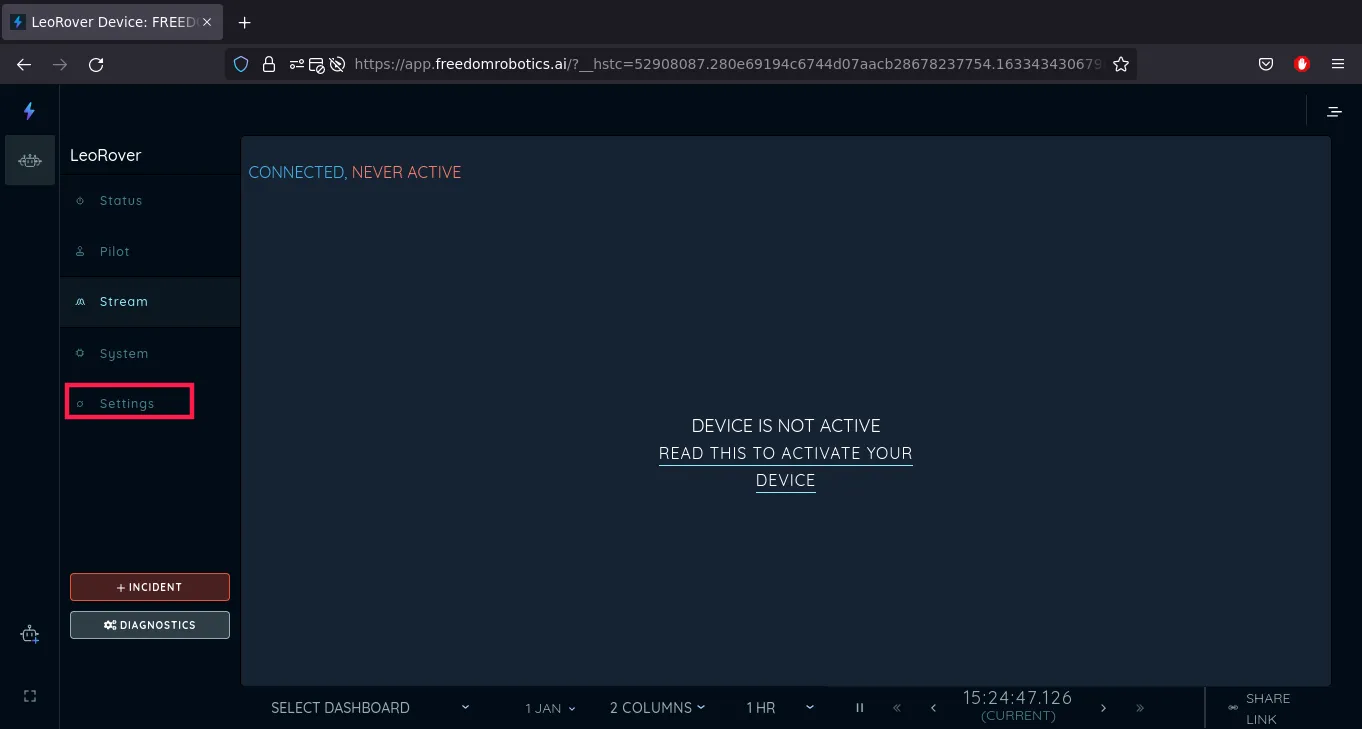 LeoRover Device: FREED
https://app.freedomrobotics.ai/?__hstc=52908087.280e69194c6744d07aacb28678237754.163343430679
LeoRover
CONNECTED, NEVER ACTIVE
Status
Pilot
Stream
System
Settings
DEVICE IS NOT ACTIVE
READ THIS TO ACTIVATE YOUR
DEVICE
+ INCIDENT
DIAGNOSTICS
SELECT DASHBOARD
1 JAN
2 COLUMNS
1 HR
15:24:47.126
(CURRENT)
SHARE
LINK